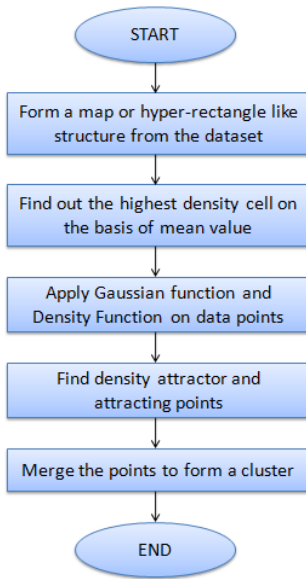 START
Form a map or hyper-rectangle like
structure from the dataset
Find out the highest density cell on
the basis of mean value
Apply Gaussian function and
Density Function on data points
Find density attractor and
attracting points
Merge the points to form a cluster
END